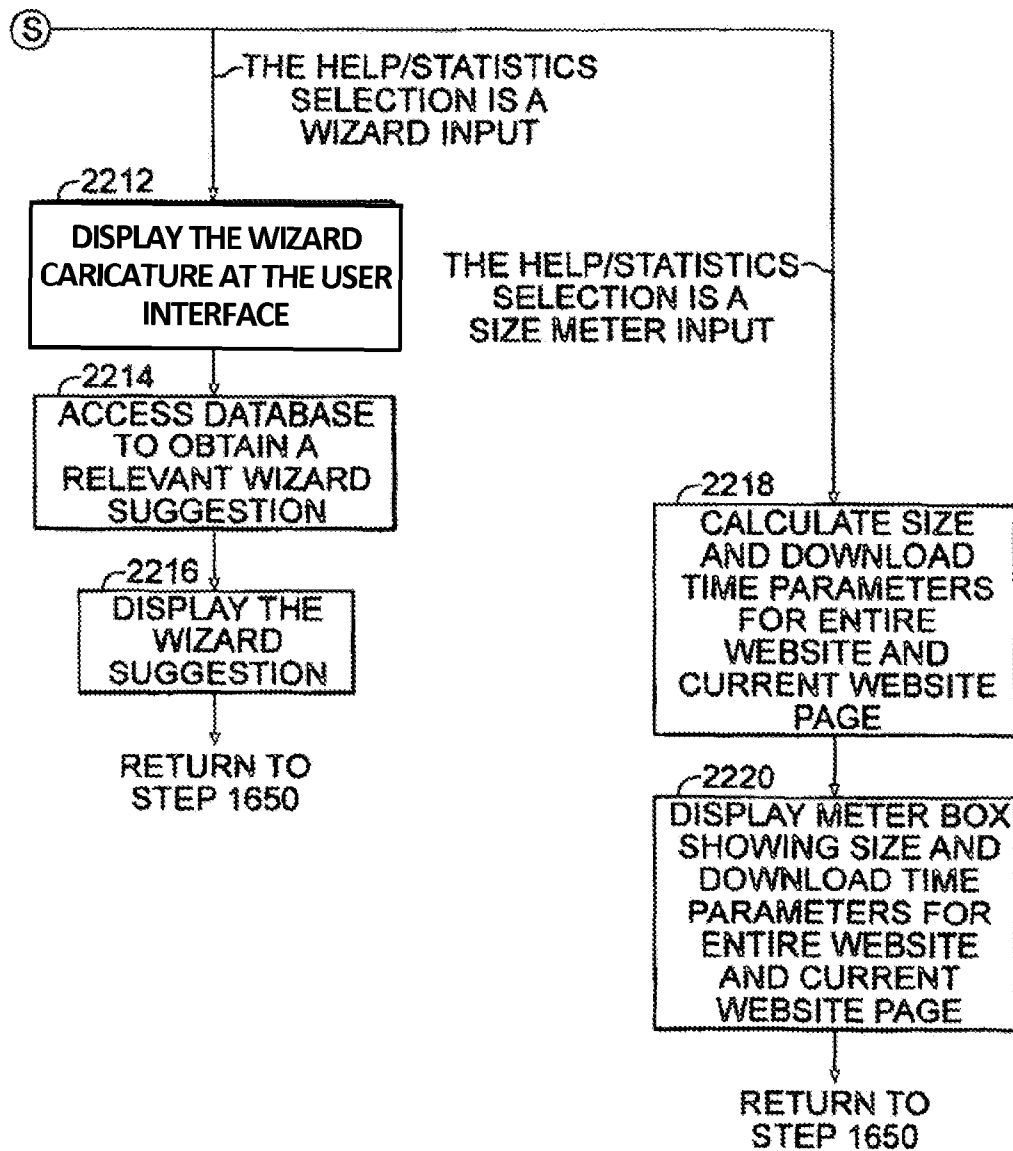 S
THE HELP/STATISTICS
SELECTION IS A
WIZARD INPUT
2212
DISPLAY THE WIZARD
CARICATURE AT THE USER
INTERFACE
2214
ACCESS DATABASE
TO OBTAIN A
RELEVANT WIZARD
SUGGESTION
2216
DISPLAY THE
WIZARD
SUGGESTION
RETURN TO
STEP 1650
THE HELP/STATISTICS
SELECTION IS A
SIZE METER INPUT
2218
CALCULATE SIZE
AND DOWNLOAD
TIME PARAMETERS
FOR ENTIRE
WEBSITE AND
CURRENT WEBSITE
PAGE
2220
DISPLAY METER BOX
SHOWING SIZE AND
DOWNLOAD TIME
PARAMETERS FOR
ENTIRE WEBSITE
AND CURRENT
WEBSITE PAGE
RETURN TO
STEP 1650